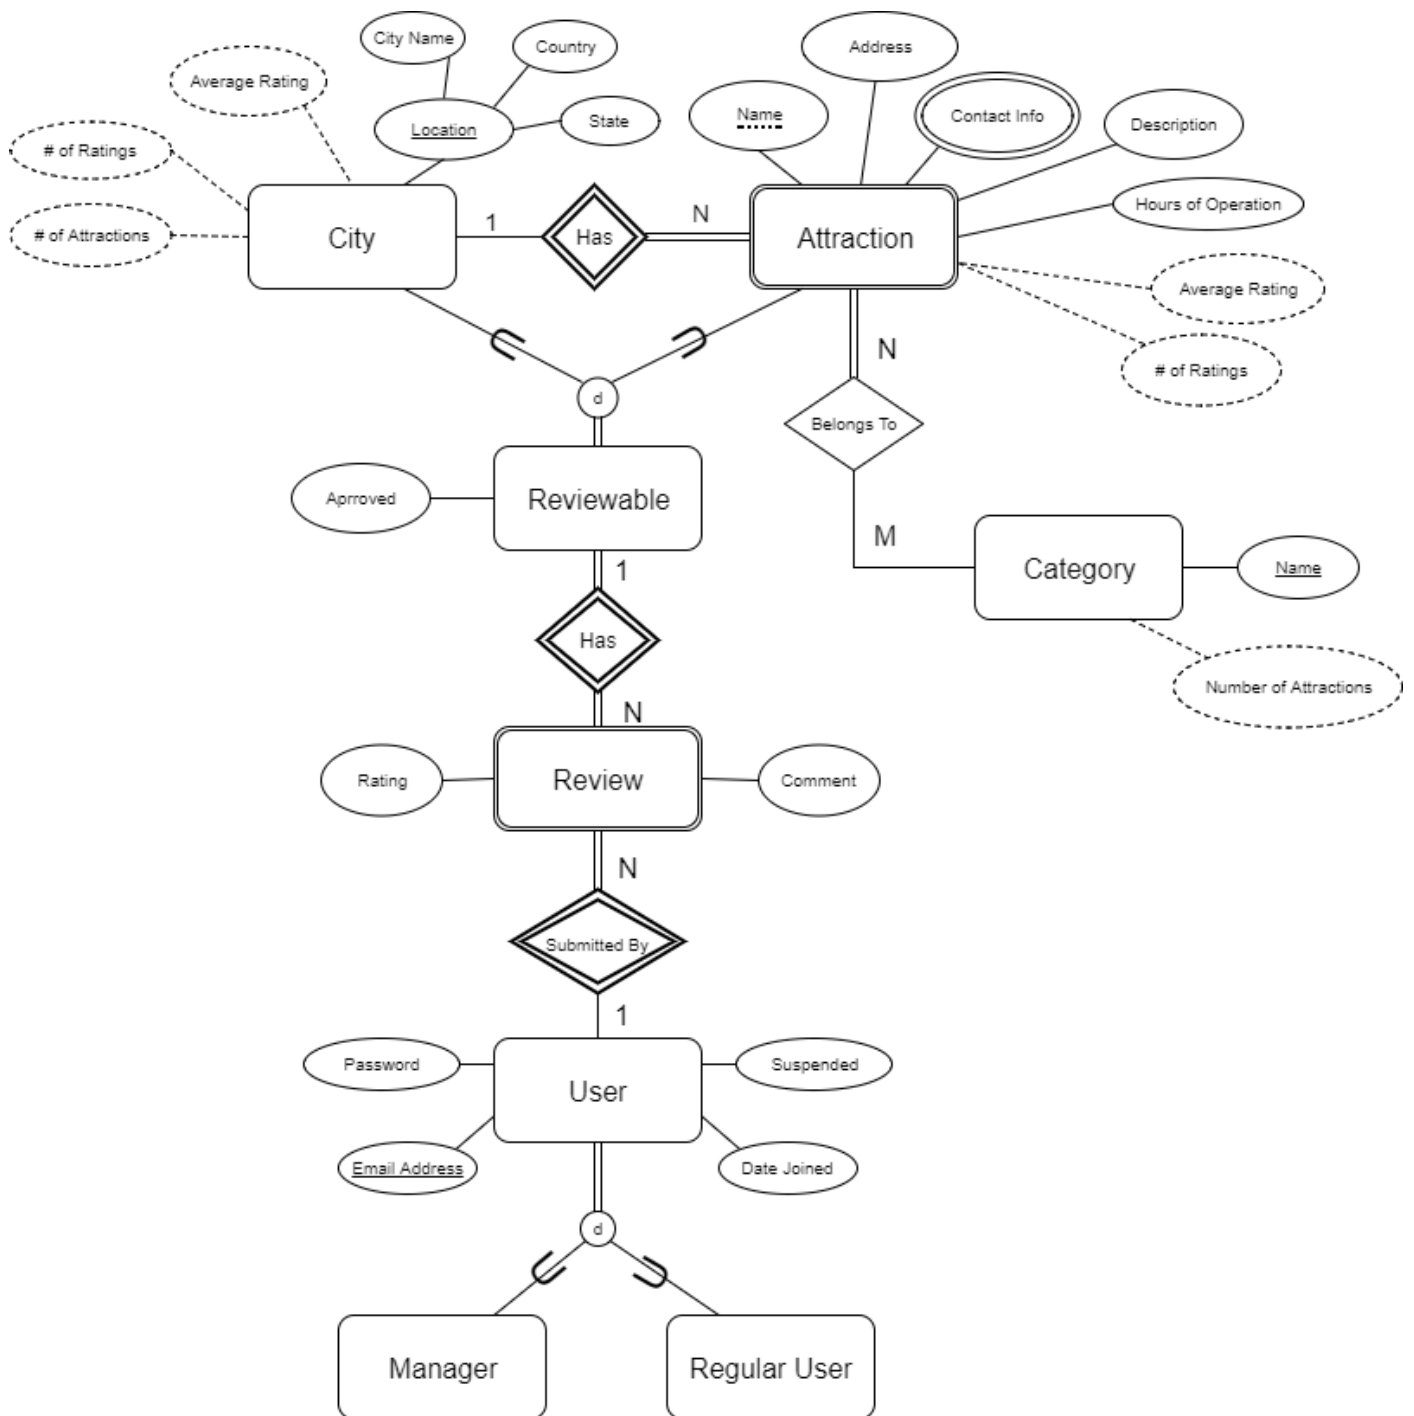 City Name
Country
Address
Average Rating
Name
Contact Info
Description
Location
State
# of Ratings
Hours of Operation
# of Attractions
City
1
Has
N
Attraction
Average Rating
# of Ratings
N
d
Belongs To
Aprroved
Reviewable
M
1
Category
Name
Has
Number of Attractions
N
Rating
Review
Comment
N
Submitted By
1
Password
Suspended
User
Email Address
Date Joined
d
Manager
Regular User